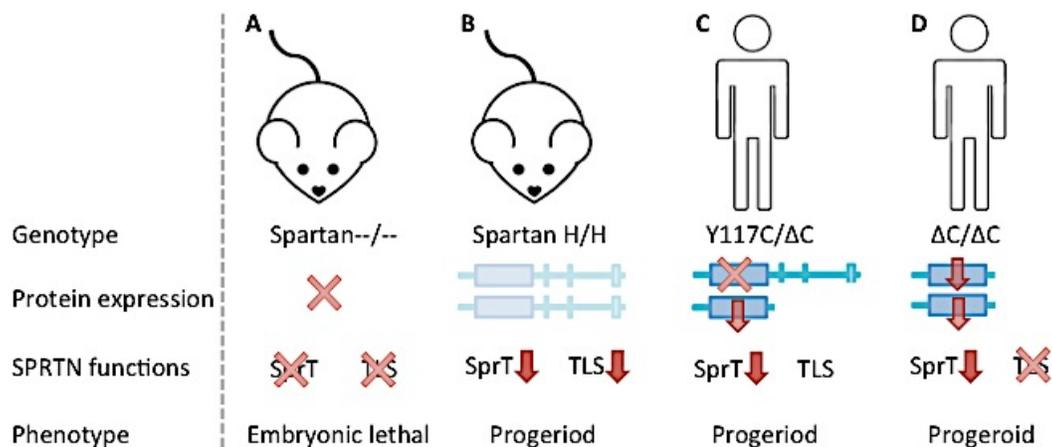 A B C D
Genotype Spartan--/-- Spartan H/H Y117C/ΔC ΔC/ΔC
Protein expression
SPRTN functions SprT TLS SprT TLS SprT TLS SprT TLS
Phenotype Embryonic lethal Progeriod Progeriod Progeroid